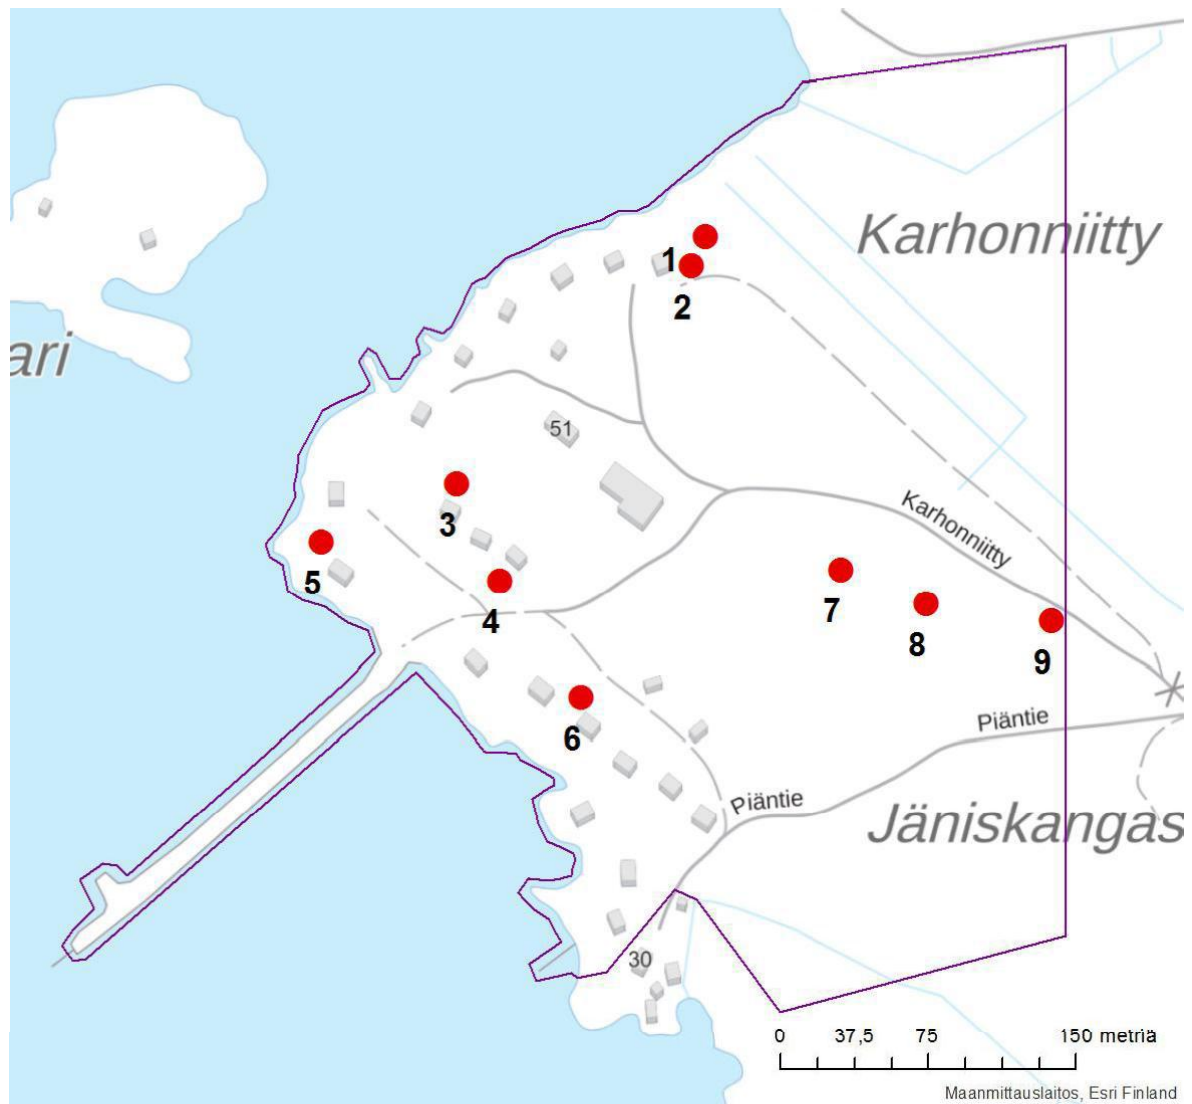 Karhonniitty
1
2
ari
51
3
Karhonniitty
5
4
7
8
9
6
Piäntie
Piäntie
Jäniskangas
30
0 37,5 75 150 metriä
Maanmittauslaitos, Esri Finland